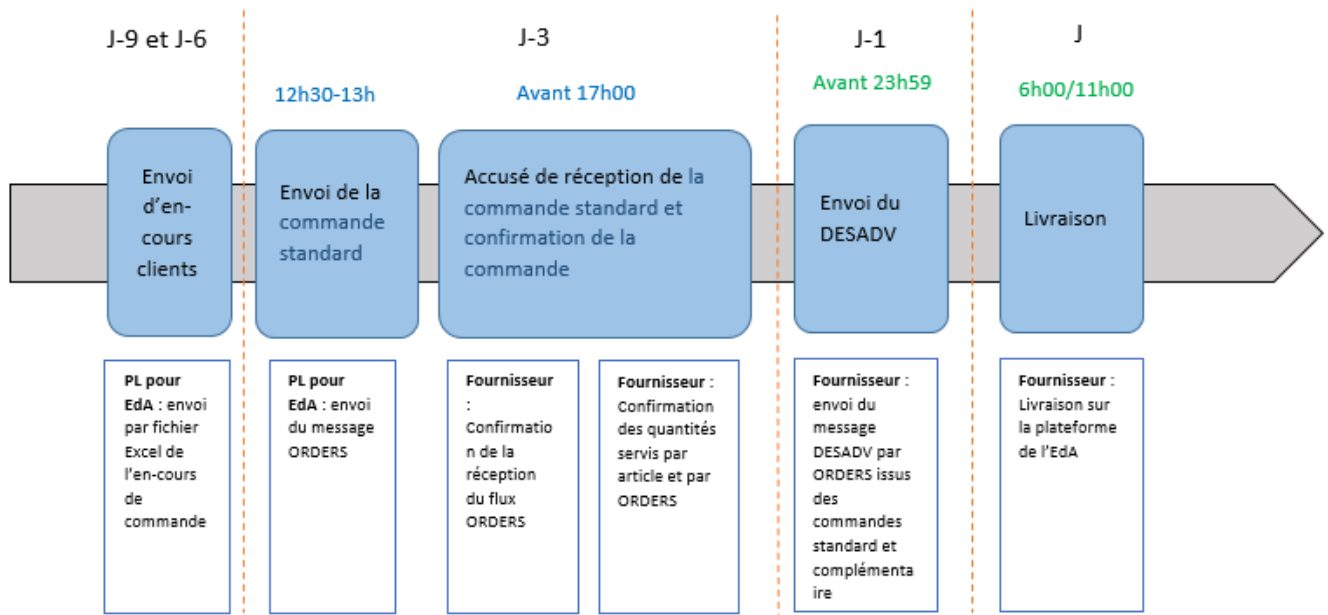 J-9 et J-6
J-3
J-1
J
12h30-13h
Avant 17h00
Avant 23h59
6h00/11h00
Envoi
d’en-
cours
clients
Envoi de la
commande
standard
Accusé de réception de la
commande standard et
confirmation de la
commande
Envoi du
DESADV
Livraison
PL pour
EdA : envoi
par fichier
Excel de
l’en-cours
de
commande
PL pour
EdA : envoi
du message
ORDERS
Fournisseur
:
Confirmatio
n de la
réception
du flux
ORDERS
Fournisseur :
Confirmation
des quantités
servis par
article et par
ORDERS
Fournisseur :
envoi du
message
DESADV par
ORDERS issus
des
commandes
standard et
complémenta
ire
Fournisseur :
Livraison sur
la plateforme
de l’EdA